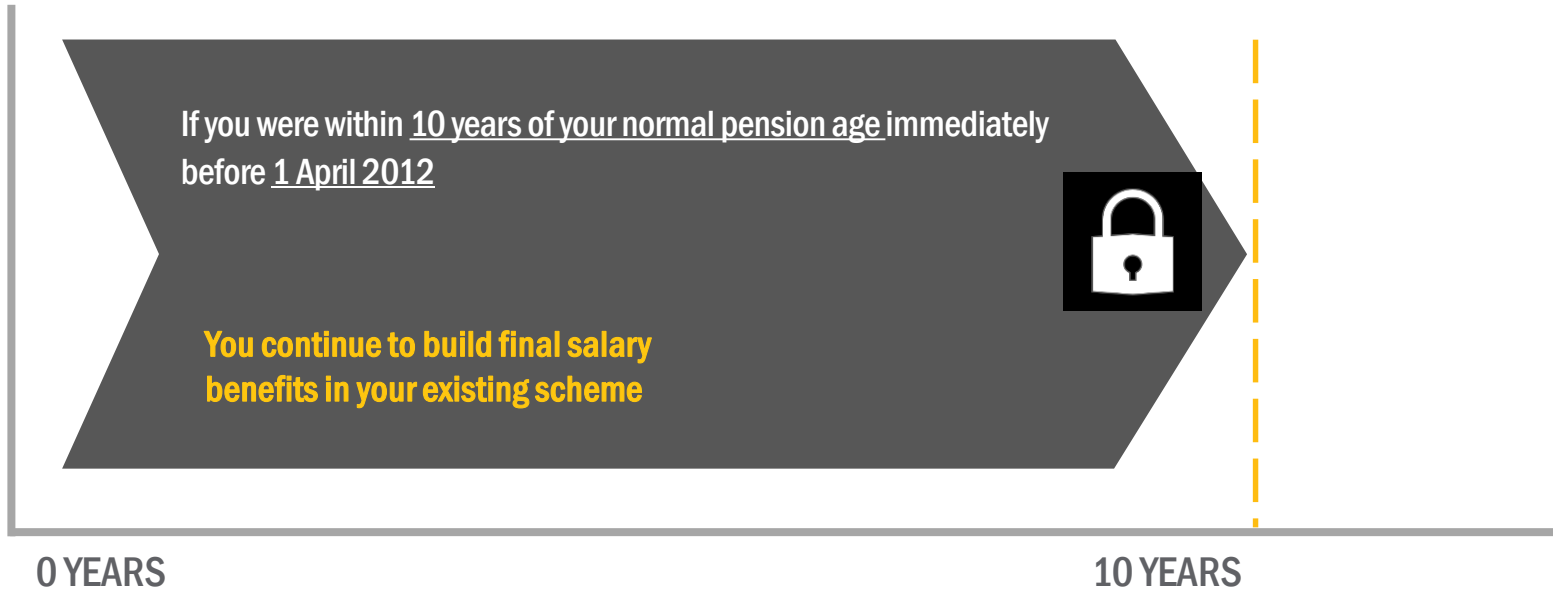 If you were within 10 years of your normal pension age immediately
before 1 April 2012
You continue to build final salary
benefits in your existing scheme
0 YEARS
10 YEARS